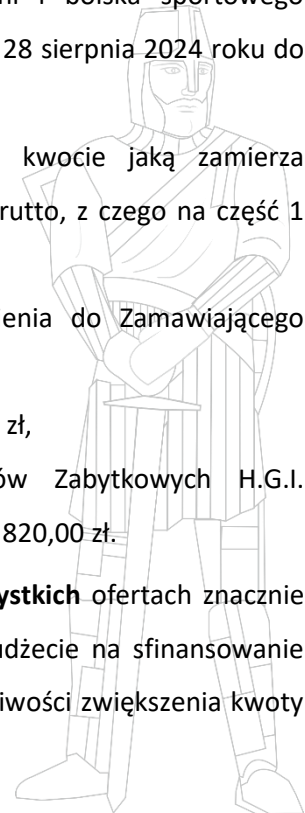 i boiska sportowego
28 sierpnia 2024 roku do
kwocie jaką zamierza
rutto, z czego na część 1
enia do Zamawiającego
zł,
ów Zabytkowych H.G.I.
820,00 zł.
ystkich ofertach znacznie
udżecie na sfinansowanie
iwości zwiększenia kwoty